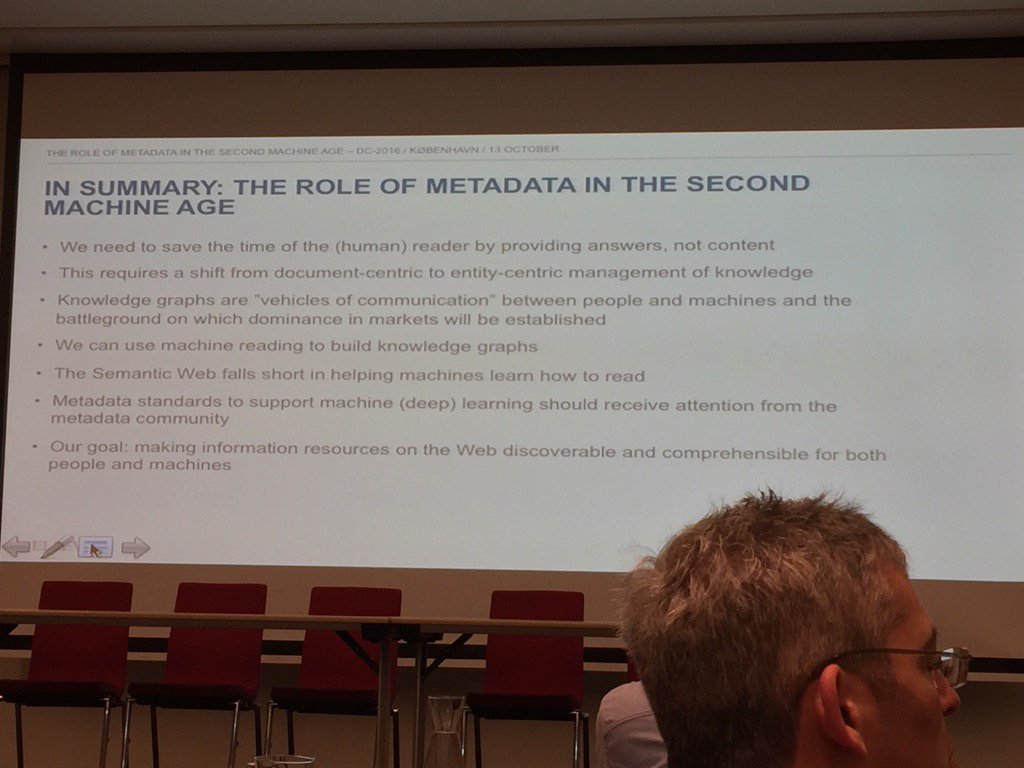 THE ROLE OF METADATA IN THE SECOND MACHINE AGE – DC-2016 / KØBENHAVN / 13 OCTOBER
IN SUMMARY: THE ROLE OF METADATA IN THE SECOND
MACHINE AGE
• We need to save the time of the (human) reader by providing answers, not content
• This requires a shift from document-centric to entity-centric management of knowledge
• Knowledge graphs are "vehicles of communication" between people and machines and the
battleground on which dominance in markets will be established
• We can use machine reading to build knowledge graphs
• The Semantic Web falls short in helping machines learn how to read
• Metadata standards to support machine (deep) learning should receive attention from the
metadata community
• Our goal: making information resources on the Web discoverable and comprehensible for both
people and machines